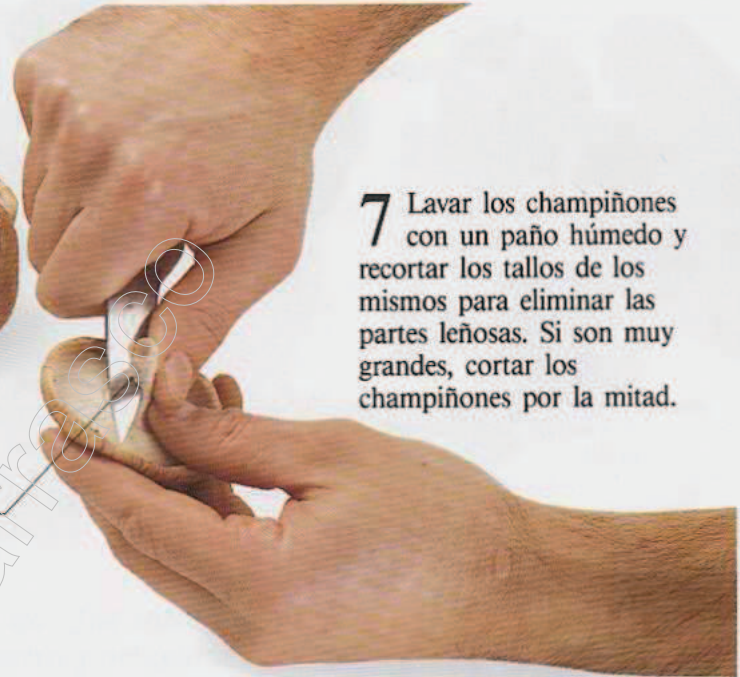 7 Lavar los champiñones
con un paño húmedo y
recortar los tallos de los
mismos para eliminar las
partes leñosas. Si son muy
grandes, cortar los
champiñones por la mitad.